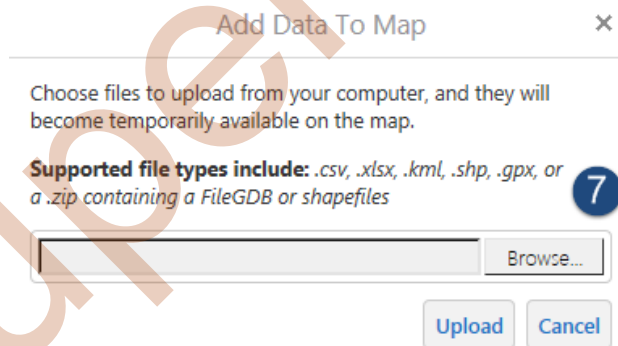 Add Data To Map ×
Choose files to upload from your computer, and they will
become temporarily available on the map.
Supported file types include: .csv, .xlsx, .kml, .shp, .gpx, or
a .zip containing a FileGDB or shapefiles
7
Browse...
Upload Cancel